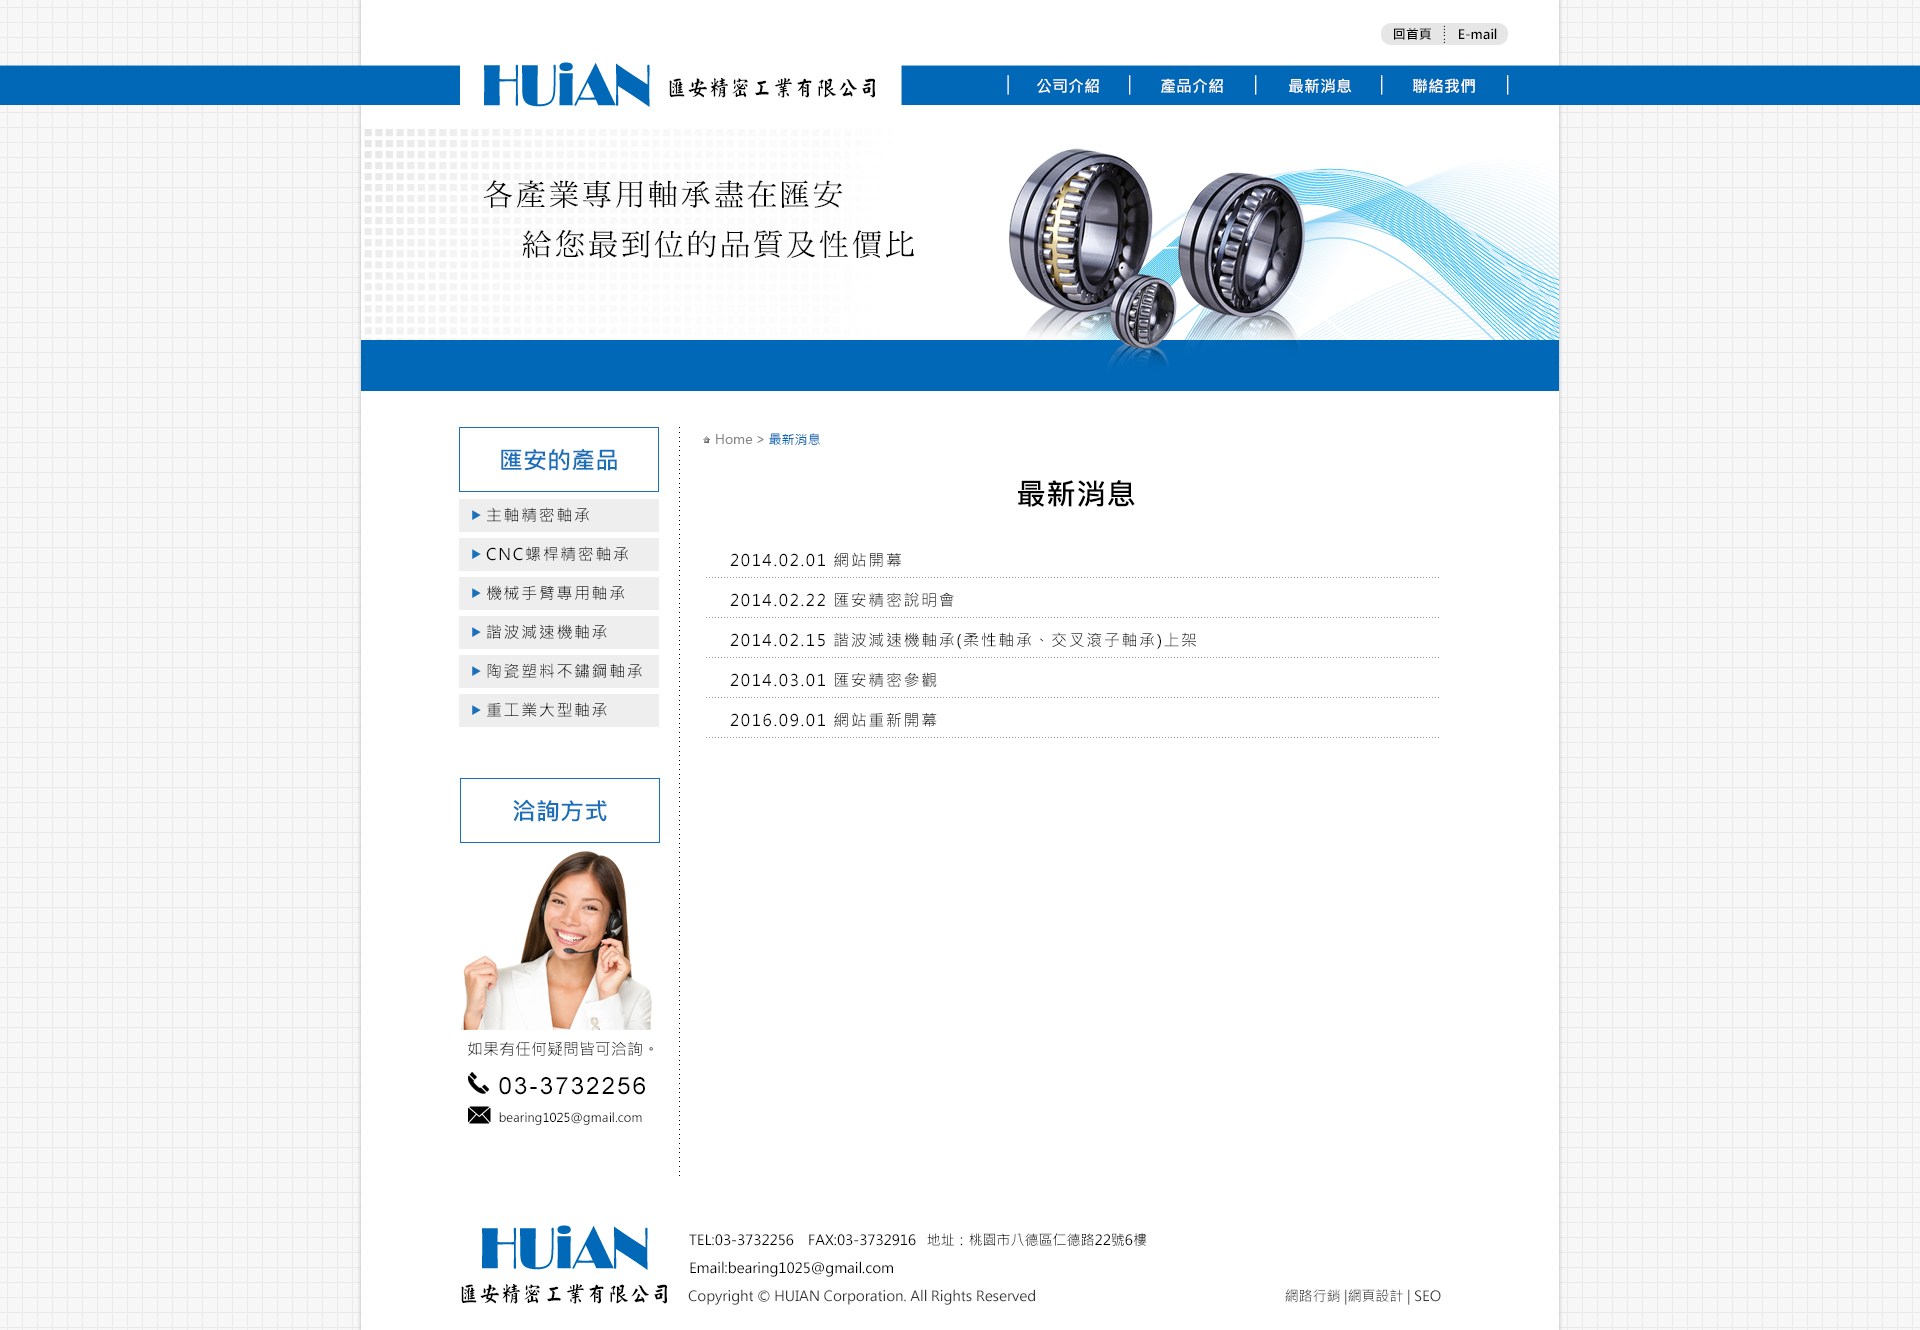 回首頁 E-mail
HUiAN 匯安精密工業有限公司
公司介紹 產品介紹 最新消息 聯絡我們
各產業專用軸承盡在匯安
給您最到位的品質及性價比
匯安的產品
主軸精密軸承
CNC螺桿精密軸承
機械手臂專用軸承
諧波減速機軸承
陶瓷塑料不鏽鋼軸承
重工業大型軸承
洽詢方式
如果有任何疑問皆可洽詢。
03-3732256
bearing1025@gmail.com
Home > 最新消息
最新消息
2014.02.01 網站開幕
2014.02.22 匯安精密說明會
2014.02.15 諧波減速機軸承(柔性軸承、交叉滾子軸承)上架
2014.03.01 匯安精密參觀
2016.09.01 網站重新開幕
HUiAN
匯安精密工業有限公司
TEL:03-3732256 FAX:03-3732916 地址：桃園市八德區仁德路22號6樓
Email:bearing1025@gmail.com
Copyright © HUIAN Corporation. All Rights Reserved
網路行銷 |網頁設計 | SEO